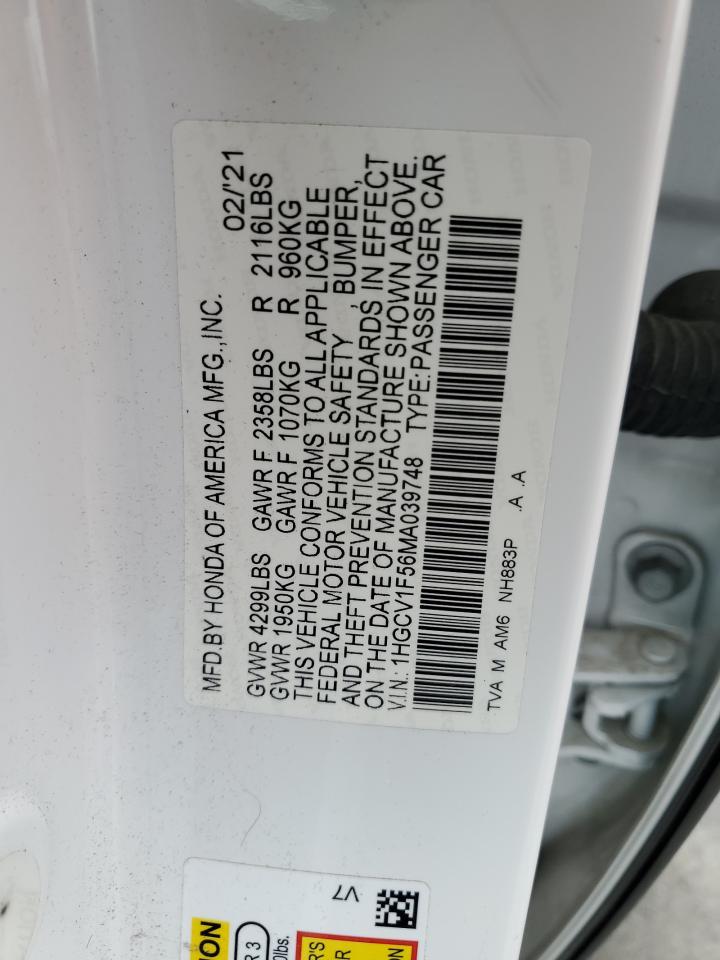 MFD.BY HONDA OF AMERICA MFG.,INC. 02/'21
GVWR 4299LBS GAWR F 2358LBS R 2116LBS
GVWR 1950KG GAWR F 1070KG R 960KG
THIS VEHICLE CONFORMS TO ALL APPLICABLE
FEDERAL MOTOR VEHICLE SAFETY , BUMPER,
AND THEFT PREVENTION STANDARDS IN EFFECT
ON THE DATE OF MANUFACTURE SHOWN ABOVE.
V.I.N.: 1HGCV1F56MA039748 TYPE:PASSENGER CAR
TVA M AM6 NH883P .A .A
V7